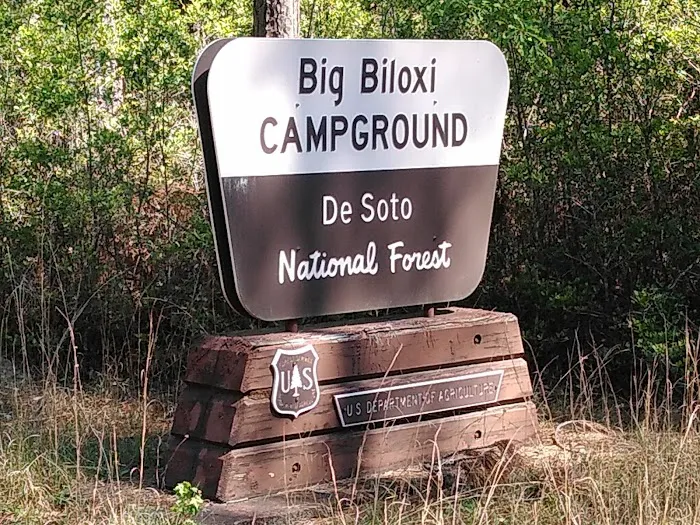 Big Biloxi
CAMPGROUND
De Soto
National Forest
US
U S DEPARTMENT OF AGRICULTURE